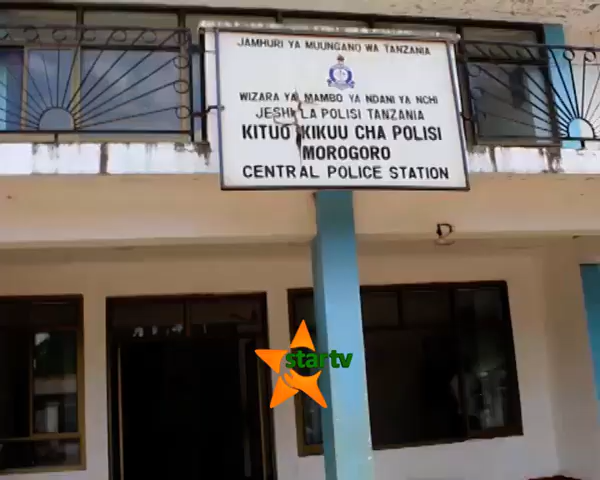 JAMHURI YA MUUNGANO WA TANZANIA
WIZARA YA MAMBO YA NDANI YA NCHI
JESHI LA POLISI TANZANIA
KITUO KIKUU CHA POLISI
MOROGORO
CENTRAL POLICE STATION
startv